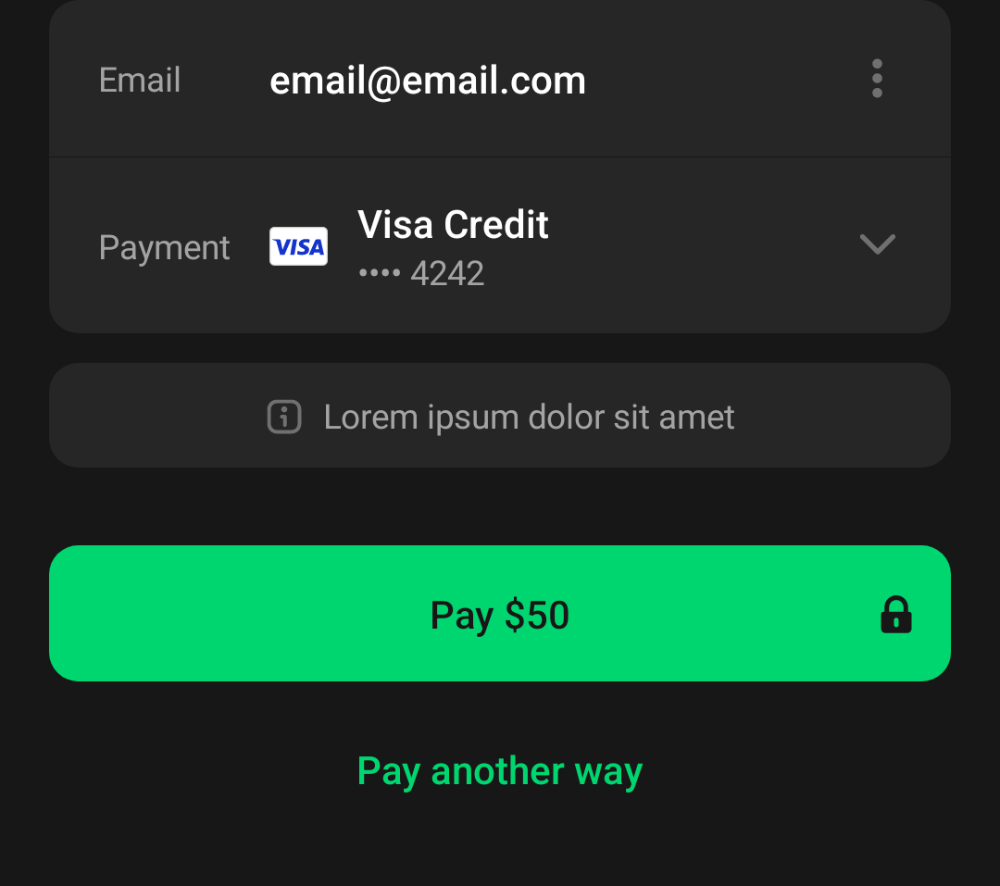 Email email@email.com
Payment VISA Visa Credit
•••• 4242
Lorem ipsum dolor sit amet
Pay $50
Pay another way